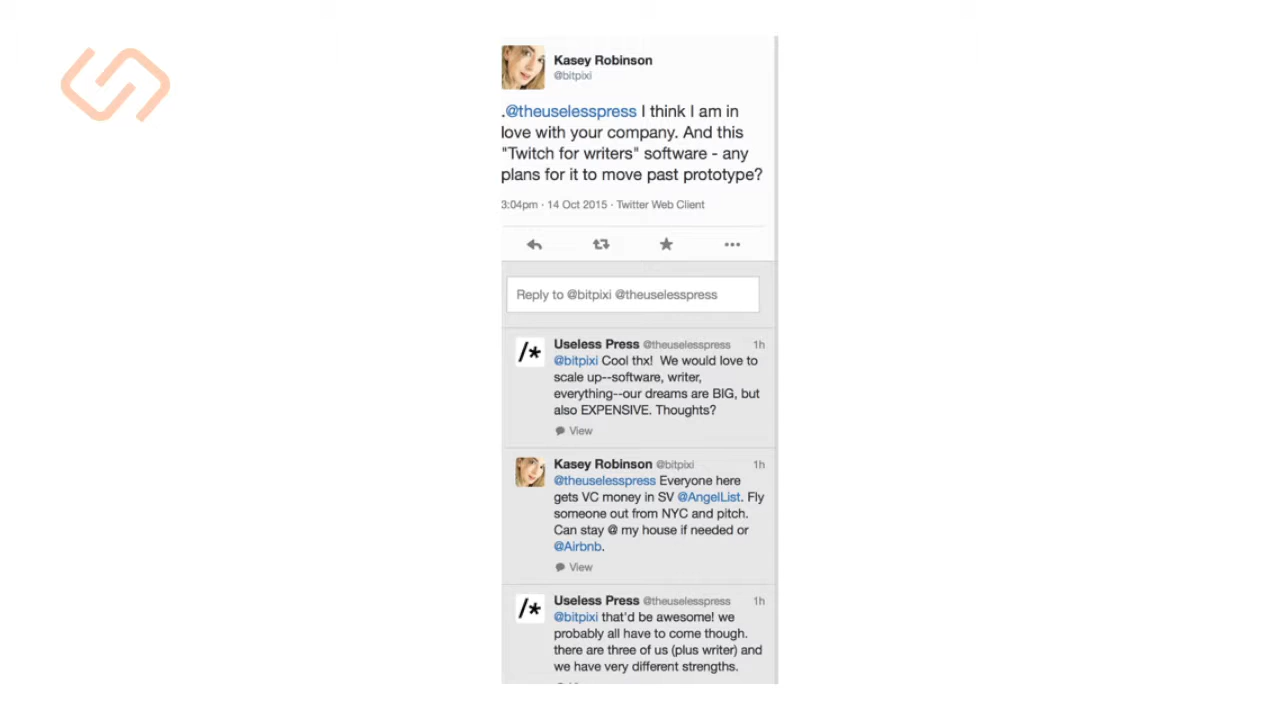 Kasey Robinson
@bitpixi
.@theuselesspress I think I am in
love with your company. And this
"Twitch for writers" software - any
plans for it to move past prototype?
3:04pm · 14 Oct 2015 · Twitter Web Client
Reply to @bitpixi @theuselesspress
/*
Useless Press @theuselesspress 1h
@bitpixi Cool thx!  We would love to
scale up--software, writer,
everything--our dreams are BIG, but
also EXPENSIVE. Thoughts?
View
Kasey Robinson @bitpixi 1h
@theuselesspress Everyone here
gets VC money in SV @AngelList. Fly
someone out from NYC and pitch.
Can stay @ my house if needed or
@Airbnb.
View
/*
Useless Press @theuselesspress 1h
@bitpixi that'd be awesome! we
probably all have to come though.
there are three of us (plus writer) and
we have very different strengths.